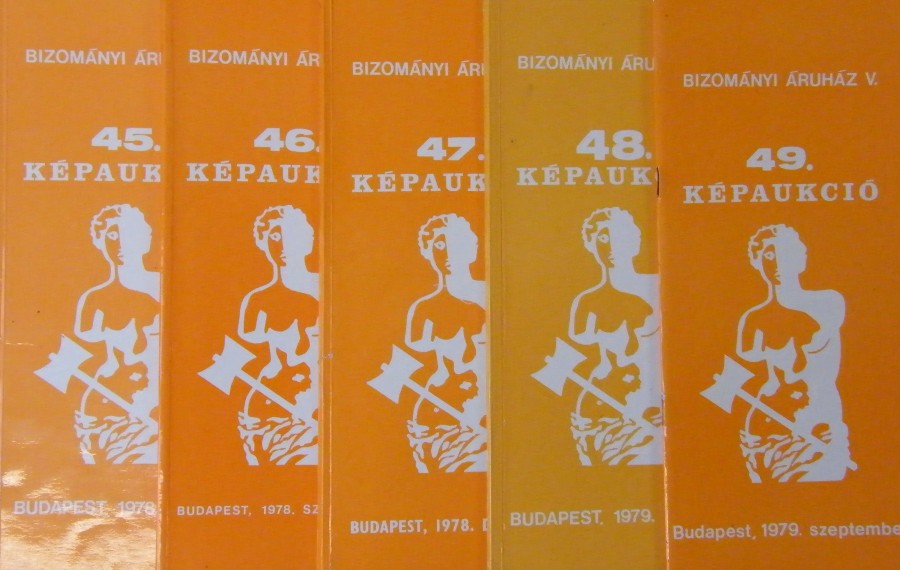 BIZOMÁNYI ÁRU
45.
KÉPAUK
BUDAPEST, 1978
BIZOMÁNYI ÁR
46.
KÉPAUK
BUDAPEST, 1978. SZ
BIZOMÁNYI ÁRU
47.
KÉPAUK
BUDAPEST, 1978. D
BIZOMÁNYI ÁRU
48.
KÉPAUK
BUDAPEST, 1979.
BIZOMÁNYI ÁRUHÁZ V.
49.
KÉPAUKCIÓ
Budapest, 1979. szeptembe